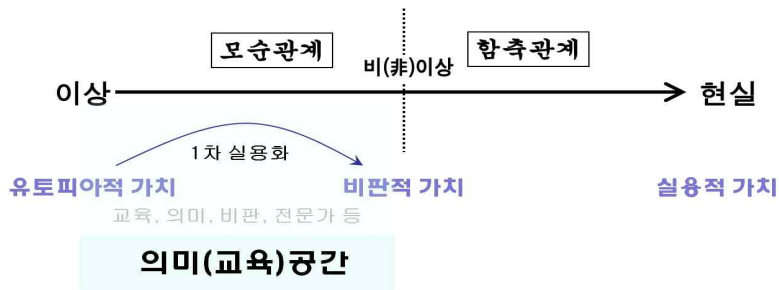 모순관계
함축관계
비(非)이상
이상
현실
1차 실용화
유토피아적 가치
비판적 가치
실용적 가치
교육, 의미, 비판, 전문가 등
의미(교육)공간